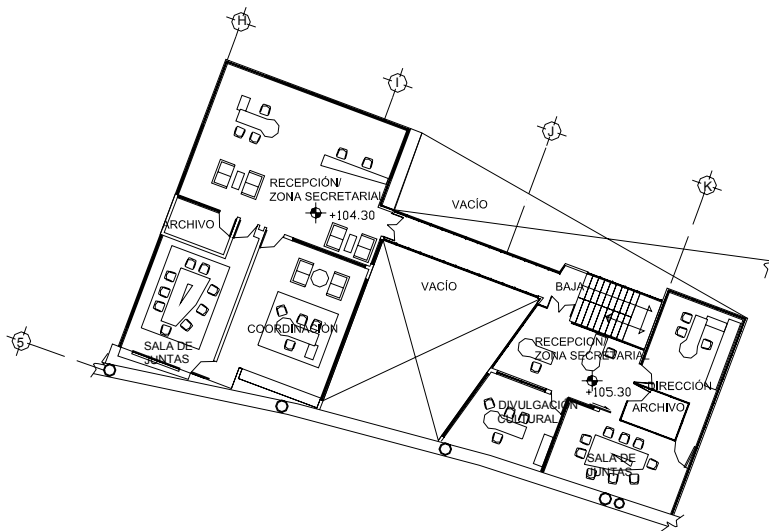 H
I
J
K
RECEPCIÓN/
ZONA SECRETARIAL
+104.30
VACÍO
ARCHIVO
VACÍO
BAJA
COORDINACIÓN
SALA DE
JUNTAS
5
RECEPCIÓN/
ZONA SECRETARIAL
+105.30
DIRECCIÓN
ARCHIVO
DIVULGACIÓN
CULTURAL
SALA DE
JUNTAS